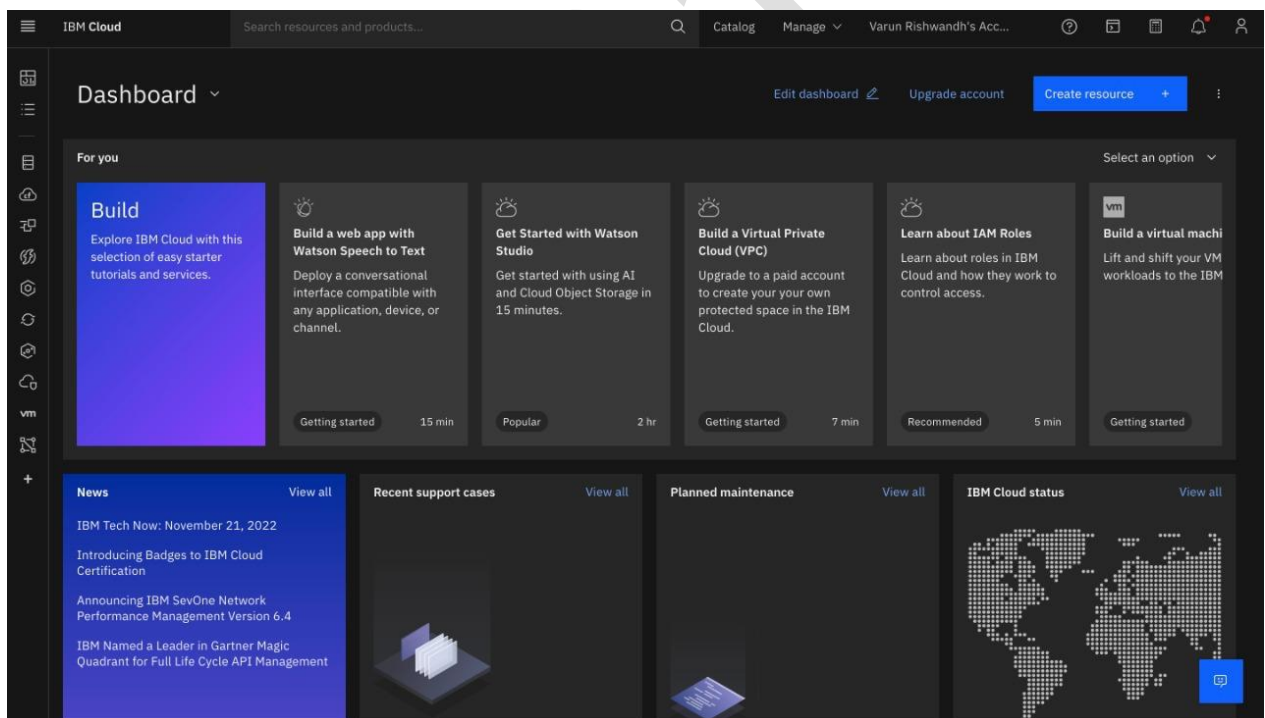 IBM Cloud
Search resources and products...
Catalog
Manage
Varun Rishwandh's Acc...
Dashboard
Edit dashboard
Upgrade account
Create resource +
For you
Select an option
Build
Explore IBM Cloud with this
selection of easy starter
tutorials and services.
Build a web app with
Watson Speech to Text
Deploy a conversational
interface compatible with
any application, device, or
channel.
Getting started
15 min
Get Started with Watson
Studio
Get started with using AI
and Cloud Object Storage in
15 minutes.
Popular
2 hr
Build a Virtual Private
Cloud (VPC)
Upgrade to a paid account
to create your your own
protected space in the IBM
Cloud.
Getting started
7 min
Learn about IAM Roles
Learn about roles in IBM
Cloud and how they work to
control access.
Recommended
5 min
vm
Build a virtual machi
Lift and shift your VM
workloads to the IBM
Getting started
vm
News
View all
IBM Tech Now: November 21, 2022
Introducing Badges to IBM Cloud
Certification
Announcing IBM SevOne Network
Performance Management Version 6.4
IBM Named a Leader in Gartner Magic
Quadrant for Full Life Cycle API Management
Recent support cases
View all
Planned maintenance
View all
IBM Cloud status
View all